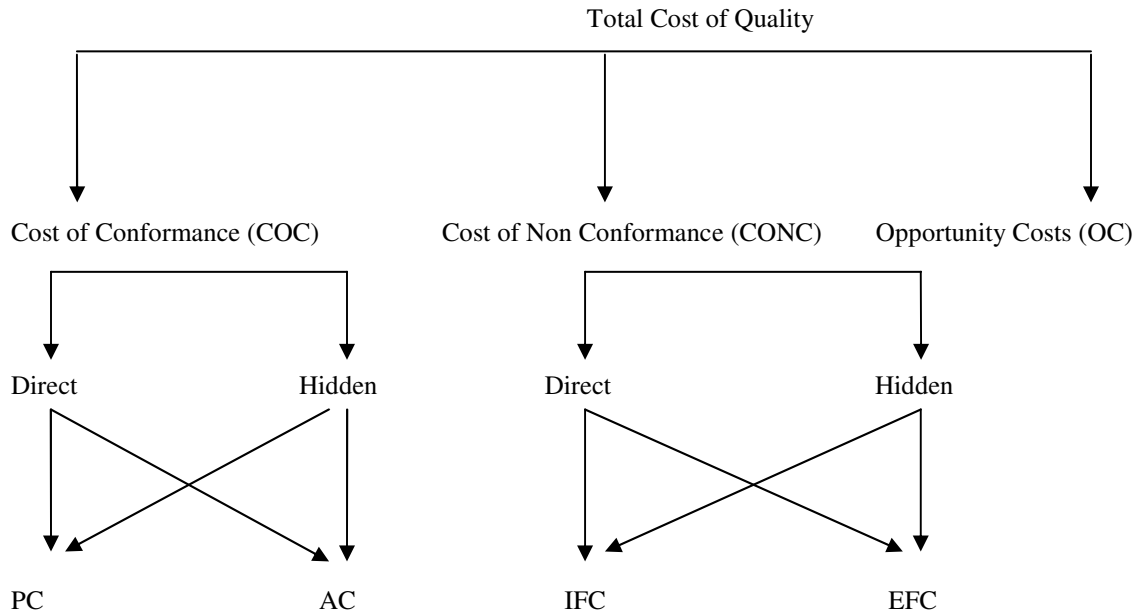 Total Cost of Quality
Cost of Conformance (COC) Cost of Non Conformance (CONC) Opportunity Costs (OC)
Direct Hidden Direct Hidden
PC AC IFC EFC